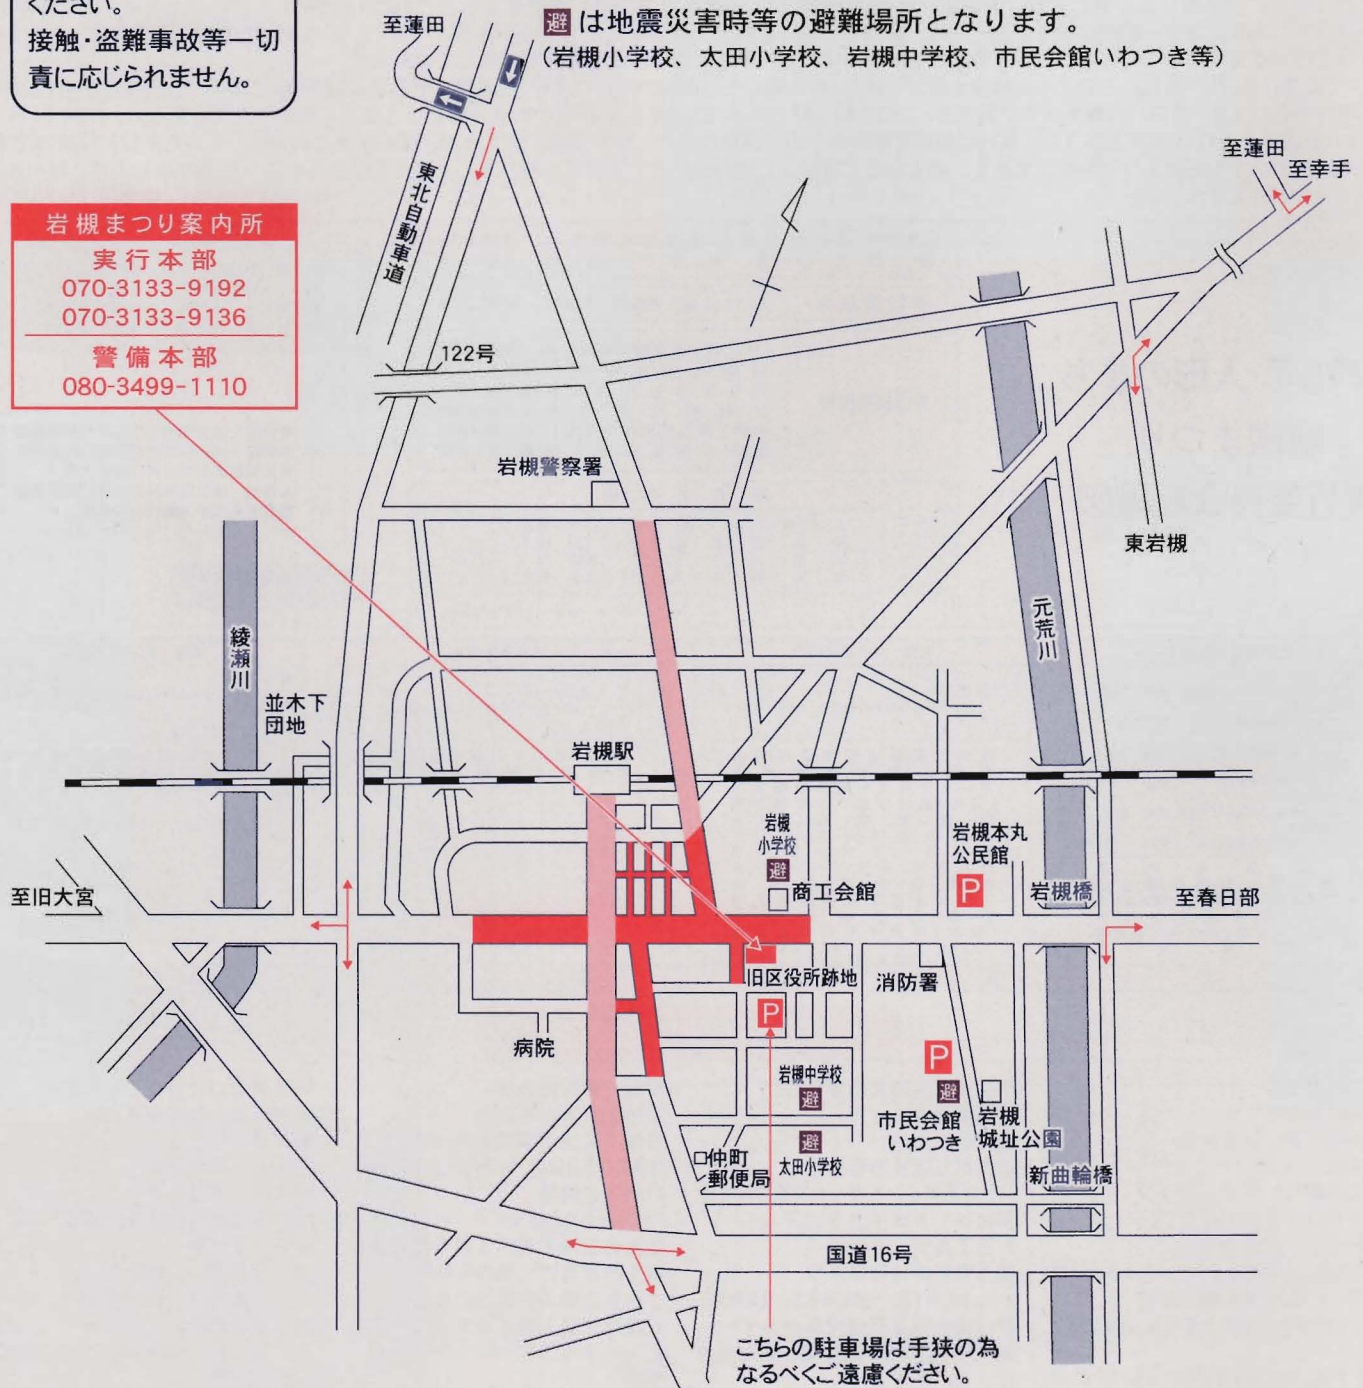 ください。
接触・盗難事故等一切
責に応じられません。
避は地震災害時等の避難場所となります。
(岩槻小学校、太田小学校、岩槻中学校、市民会館いわつき等)
至蓮田
東北自動車道
至蓮田
至幸手
岩槻まつり案内所
実行本部
070-3133-9192
070-3133-9136
警備本部
080-3499-1110
122号
岩槻警察署
東岩槻
元荒川
綾瀬川
並木下
団地
岩槻駅
岩槻
小学校
避
商工会館
岩槻本丸
公民館
P
岩槻橋
至旧大宮
至春日部
旧区役所跡地
P
消防署
病院
岩槻中学校
避
P
避
市民会館
いわつき
岩槻
城址公園
避
太田小学校
仲町
郵便局
新曲輪橋
国道16号
こちらの駐車場は手狭の為
なるべくご遠慮ください。